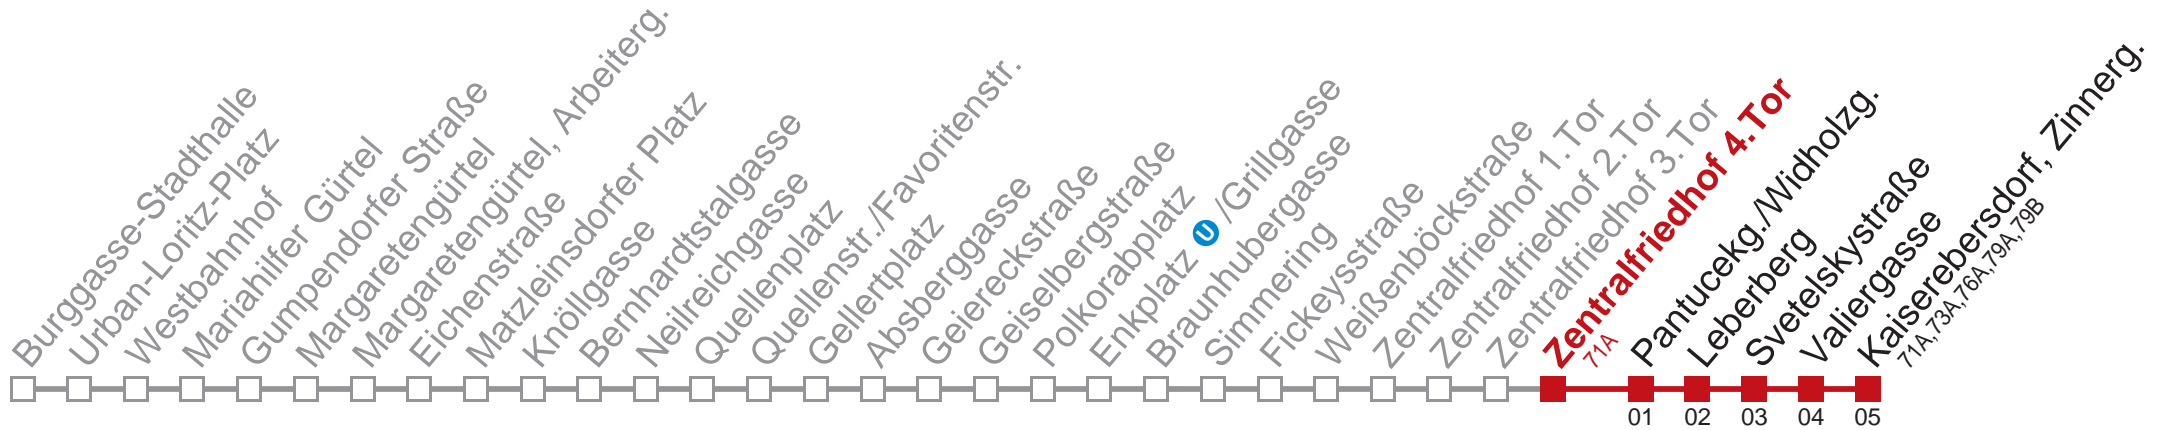 Burggasse-Stadthalle
Urban-Loritz-Platz
Westbahnhof
Mariahilfer Gürtel
Gumpendorfer Straße
Margaretengürtel
Margaretengürtel, Arbeiterg.
Eichenstraße
Matzleinsdorfer Platz
Knöllgasse
Bernhardtstalgasse
Neilreichgasse
Quellenplatz
Quellenstr./Favoritenstr.
Gellertplatz
Absberggasse
Geiereckstraße
Geiselbergstraße
Polkorabplatz
Enkplatz U /Grillgasse
Braunhubergasse
Simmering
Fickeysstraße
Weißenböckstraße
Zentralfriedhof 1.Tor
Zentralfriedhof 2.Tor
Zentralfriedhof 3.Tor
Zentralfriedhof 4.Tor
71A
Pantucekg./Widholzg.
Leberberg
Svetelskystraße
Valiergasse
Kaiserebersdorf, Zinnerg.
71A,73A,76A,79A,79B
01 02 03 04 05